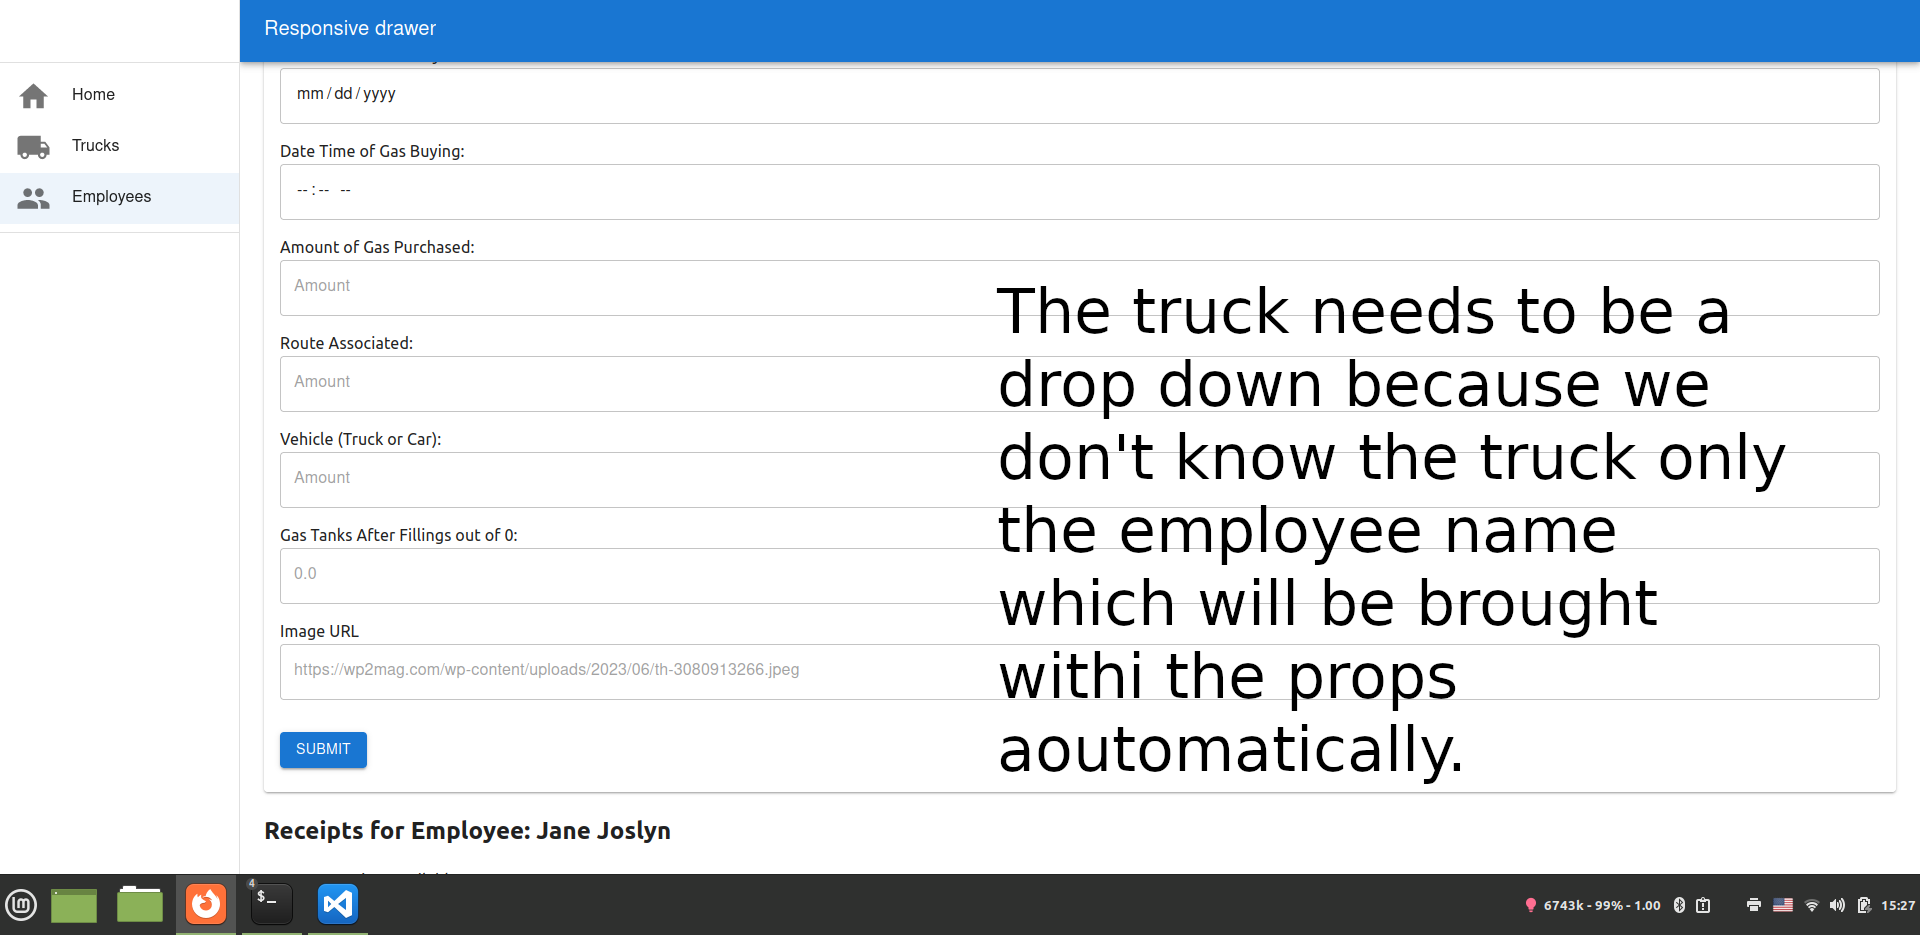 Responsive drawer
Home
Trucks
Employees
mm / dd / yyyy
Date Time of Gas Buying:
-- : -- --
Amount of Gas Purchased:
Amount
Route Associated:
Amount
Vehicle (Truck or Car):
Amount
Gas Tanks After Fillings out of 0:
0.0
Image URL
https://wp2mag.com/wp-content/uploads/2023/06/th-3080913266.jpeg
SUBMIT
The truck needs to be a
drop down because we
don't know the truck only
the employee name
which will be brought
withi the props
aoutomatically.
Receipts for Employee: Jane Joslyn
4
$_
6743k - 99% - 1.00
15:27